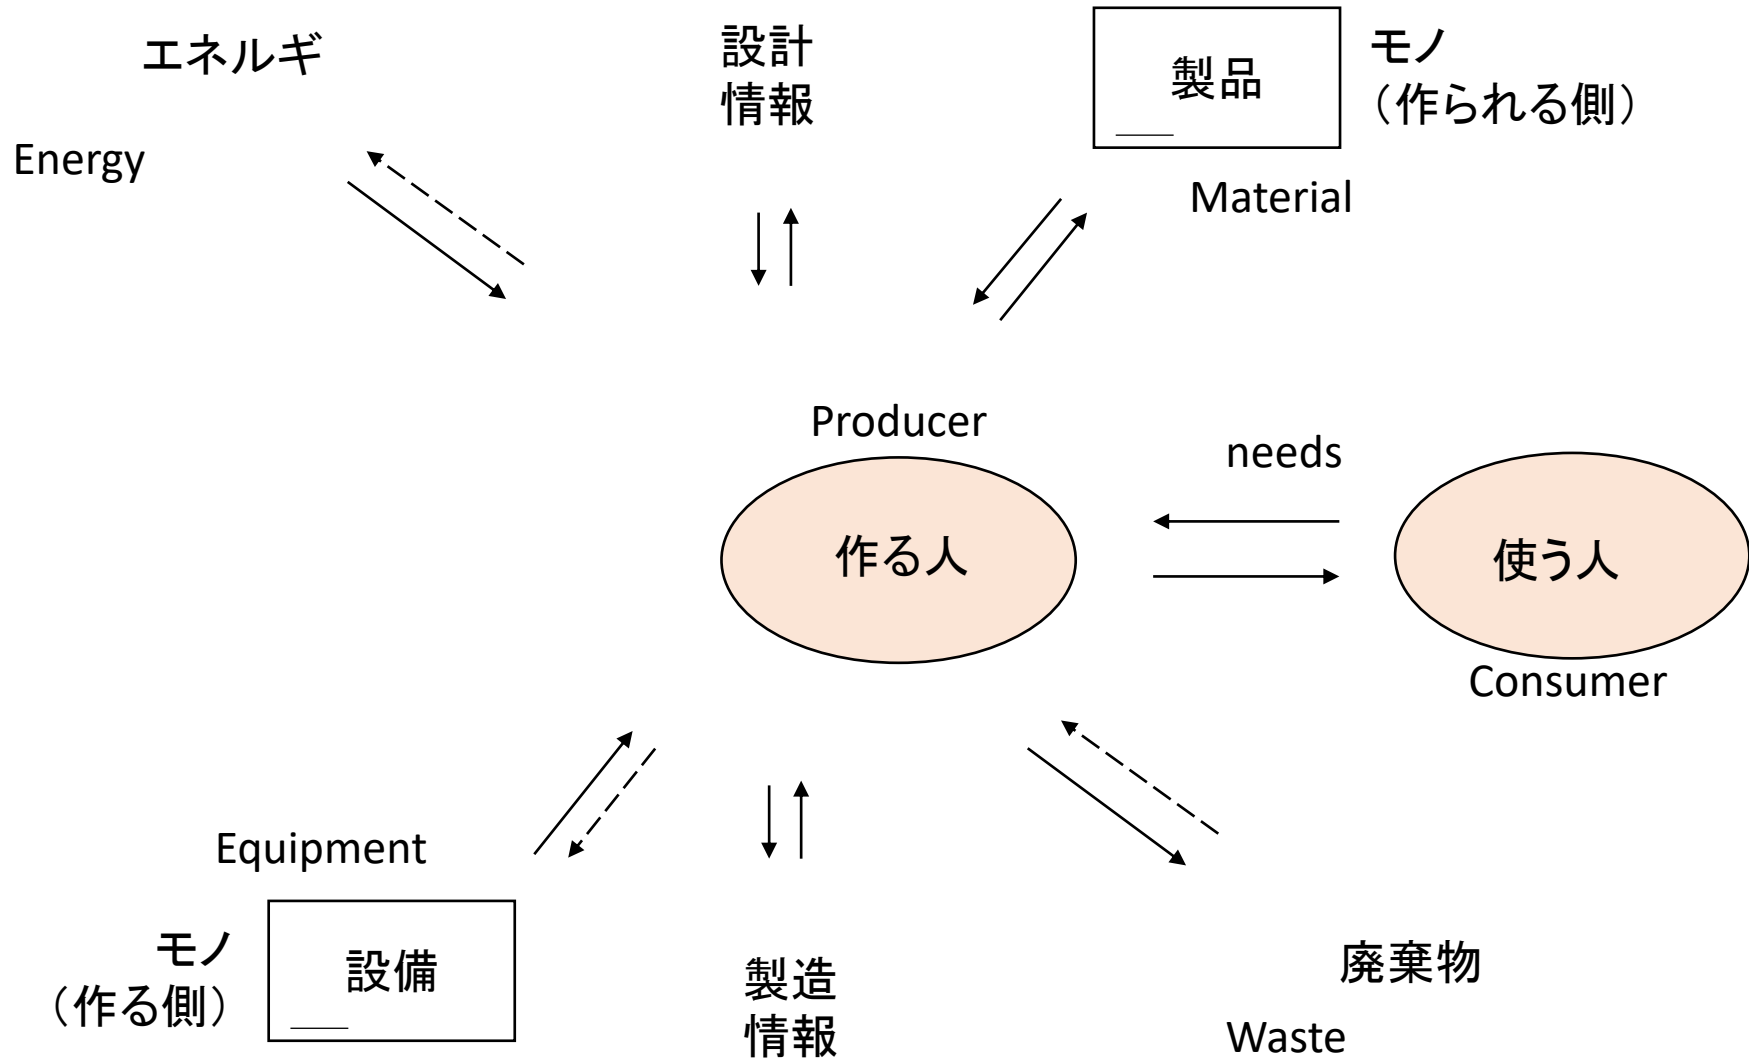 エネルギ
設計
情報
製品
モノ
（作られる側）
Energy
Material
Producer
needs
作る人
使う人
Consumer
Equipment
モノ
（作る側）
設備
製造
情報
廃棄物
Waste